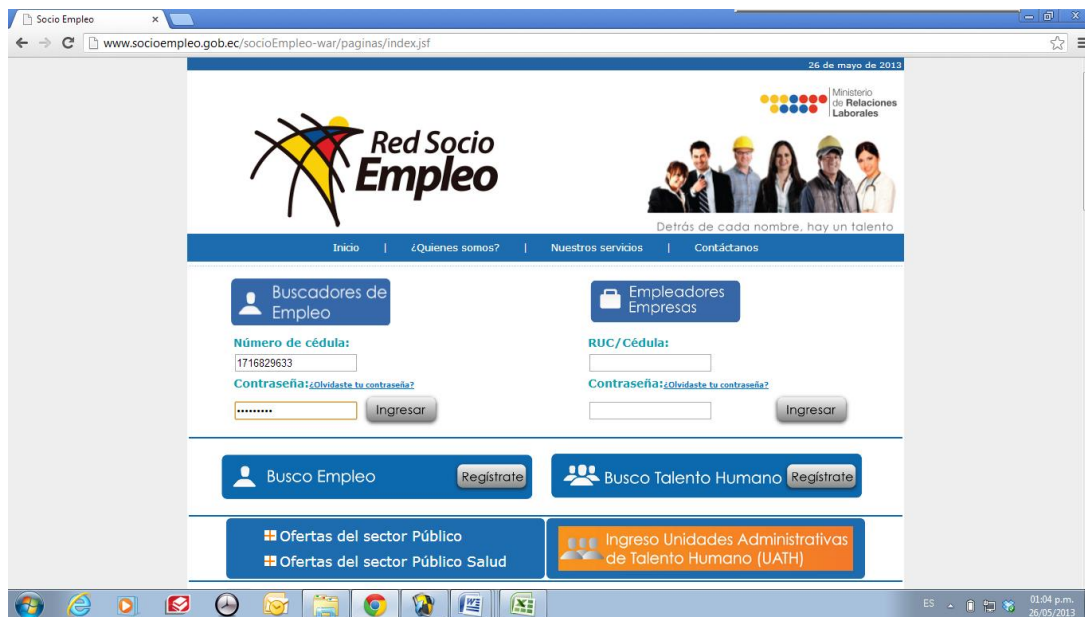 Socio Empleo
www.socioempleo.gob.ec/socioEmpleo-war/paginas/index.jsf
26 de mayo de 2013
Ministerio
de Relaciones
Laborales
Red Socio
Empleo
Detrás de cada nombre, hay un talento
Inicio | ¿Quienes somos? | Nuestros servicios | Contáctanos
Buscadores de
Empleo
Número de cédula:
1716829633
Contraseña:¿Olvidaste tu contraseña?
•••••••••
Ingresar
Empleadores
Empresas
RUC/Cédula:
Contraseña:¿Olvidaste tu contraseña?
Ingresar
Busco Empleo Regístrate
Busco Talento Humano Regístrate
Ofertas del sector Público
Ofertas del sector Público Salud
Ingreso Unidades Administrativas
de Talento Humano (UATH)
ES
01:04 p.m.
26/05/2013